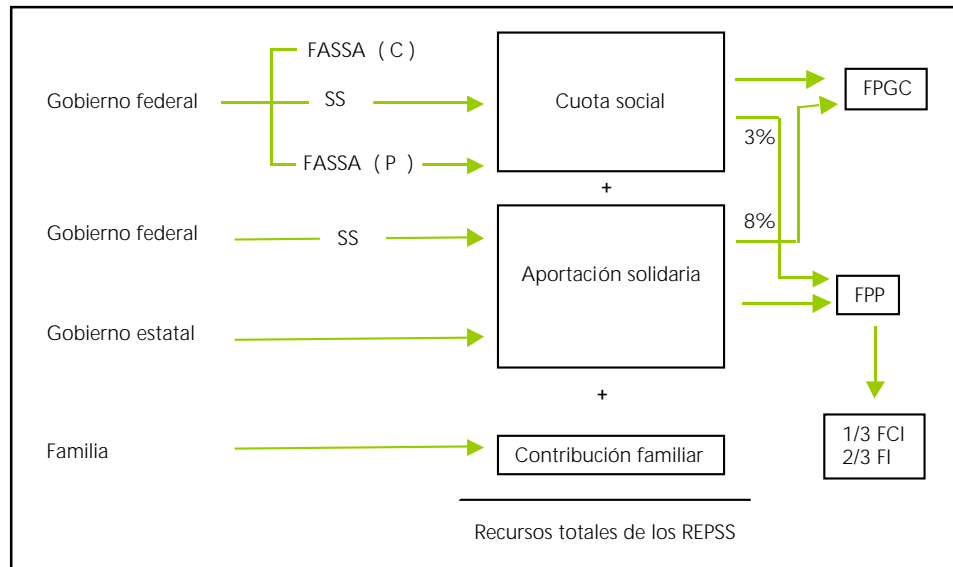 FASSA ( C )
Gobierno federal
SS
Cuota social
FPGC
3%
FASSA ( P )
+
Gobierno federal
SS
8%
Aportación solidaria
FPP
Gobierno estatal
+
Familia
Contribución familiar
1/3 FCI
2/3 FI
Recursos totales de los REPSS